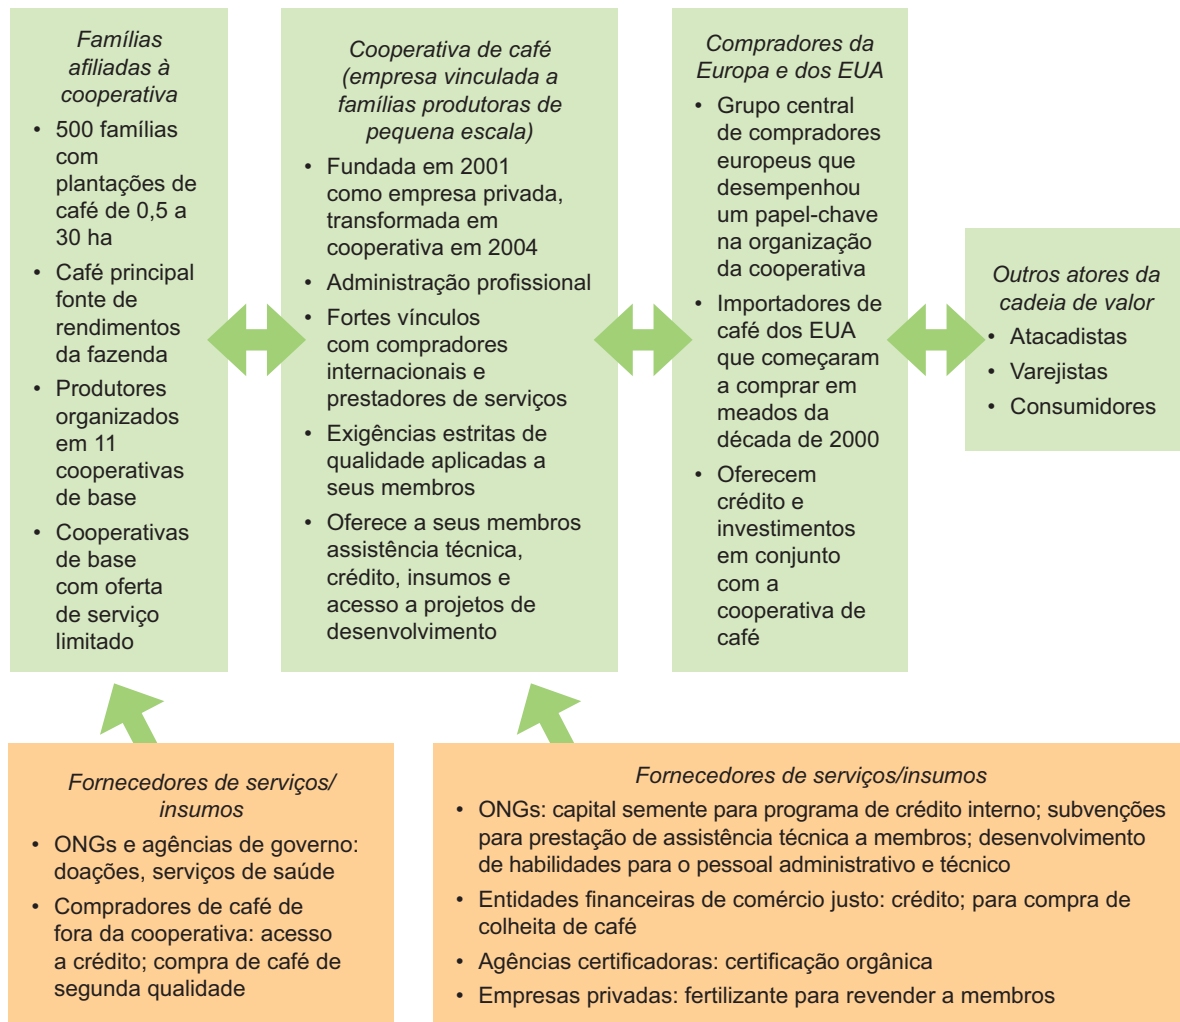 Famílias
afiliadas à
cooperativa
• 500 famílias
com
plantações de
café de 0,5 a
30 ha
• Café principal
fonte de
rendimentos
da fazenda
• Produtores
organizados
em 11
cooperativas
de base
• Cooperativas
de base
com oferta
de serviço
limitado
Cooperativa de café
(empresa vinculada a
famílias produtoras de
pequena escala)
• Fundada em 2001
como empresa privada,
transformada em
cooperativa em 2004
• Administração profissional
• Fortes vínculos
com compradores
internacionais e
prestadores de serviços
• Exigências estritas de
qualidade aplicadas a
seus membros
• Oferece a seus membros
assistência técnica,
crédito, insumos e
acesso a projetos de
desenvolvimento
Compradores da
Europa e dos EUA
• Grupo central
de compradores
europeus que
desempenhou
um papel-chave
na organização
da cooperativa
• Importadores de
café dos EUA
que começaram
a comprar em
meados da
década de 2000
• Oferecem
crédito e
investimentos
em conjunto
com a
cooperativa de
café
Outros atores da
cadeia de valor
• Atacadistas
• Varejistas
• Consumidores
Fornecedores de serviços/
insumos
• ONGs e agências de governo:
doações, serviços de saúde
• Compradores de café de
fora da cooperativa: acesso
a crédito; compra de café de
segunda qualidade
Fornecedores de serviços/insumos
• ONGs: capital semente para programa de crédito interno; subvenções
para prestação de assistência técnica a membros; desenvolvimento
de habilidades para o pessoal administrativo e técnico
• Entidades financeiras de comércio justo: crédito; para compra de
colheita de café
• Agências certificadoras: certificação orgânica
• Empresas privadas: fertilizante para revender a membros